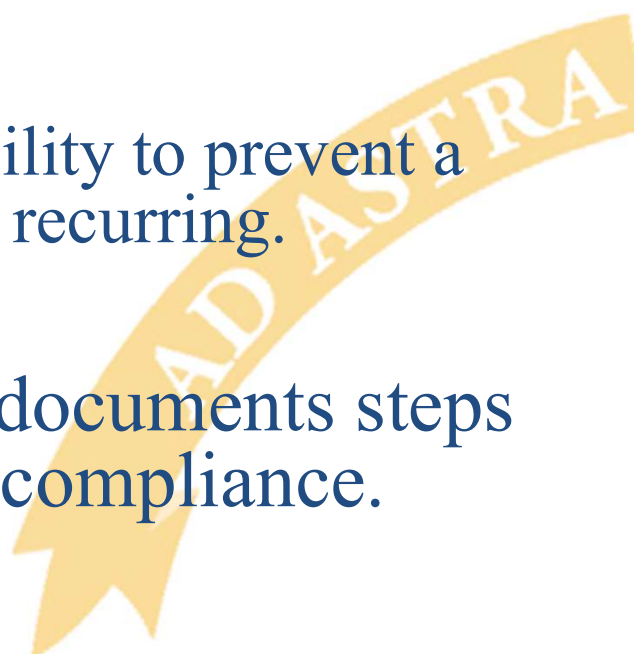 AD ASTRA
ility to prevent a
recurring.
documents steps
compliance.